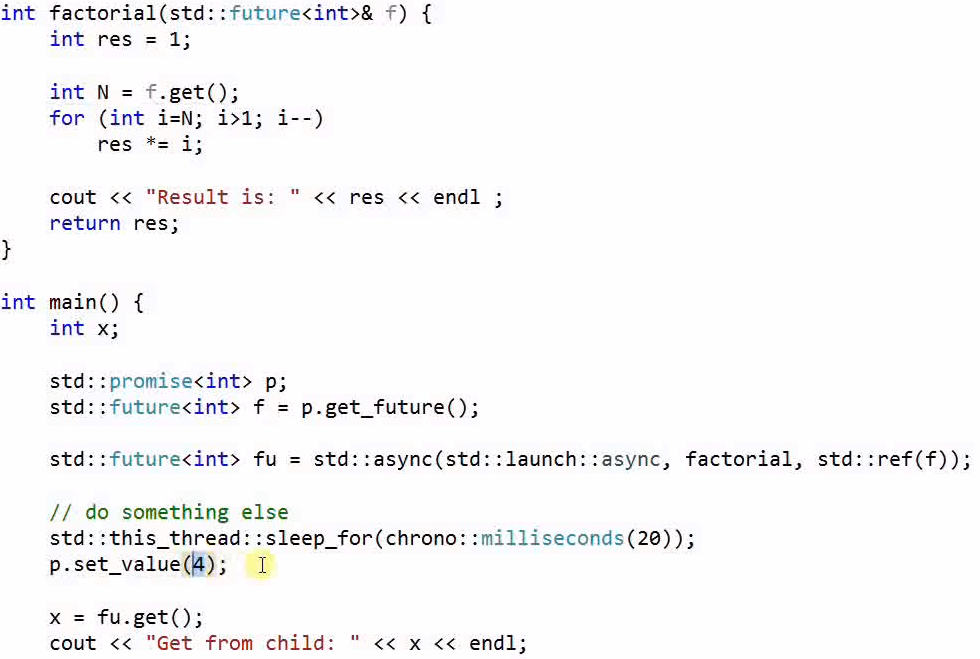 int factorial(std::future<int>& f) {
    int res = 1;

    int N = f.get();
    for (int i=N; i>1; i--)
        res *= i;

    cout << "Result is: " << res << endl ;
    return res;
}

int main() {
    int x;

    std::promise<int> p;
    std::future<int> f = p.get_future();

    std::future<int> fu = std::async(std::launch::async, factorial, std::ref(f));

    // do something else
    std::this_thread::sleep_for(chrono::milliseconds(20));
    p.set_value(4);

    x = fu.get();
    cout << "Get from child: " << x << endl;